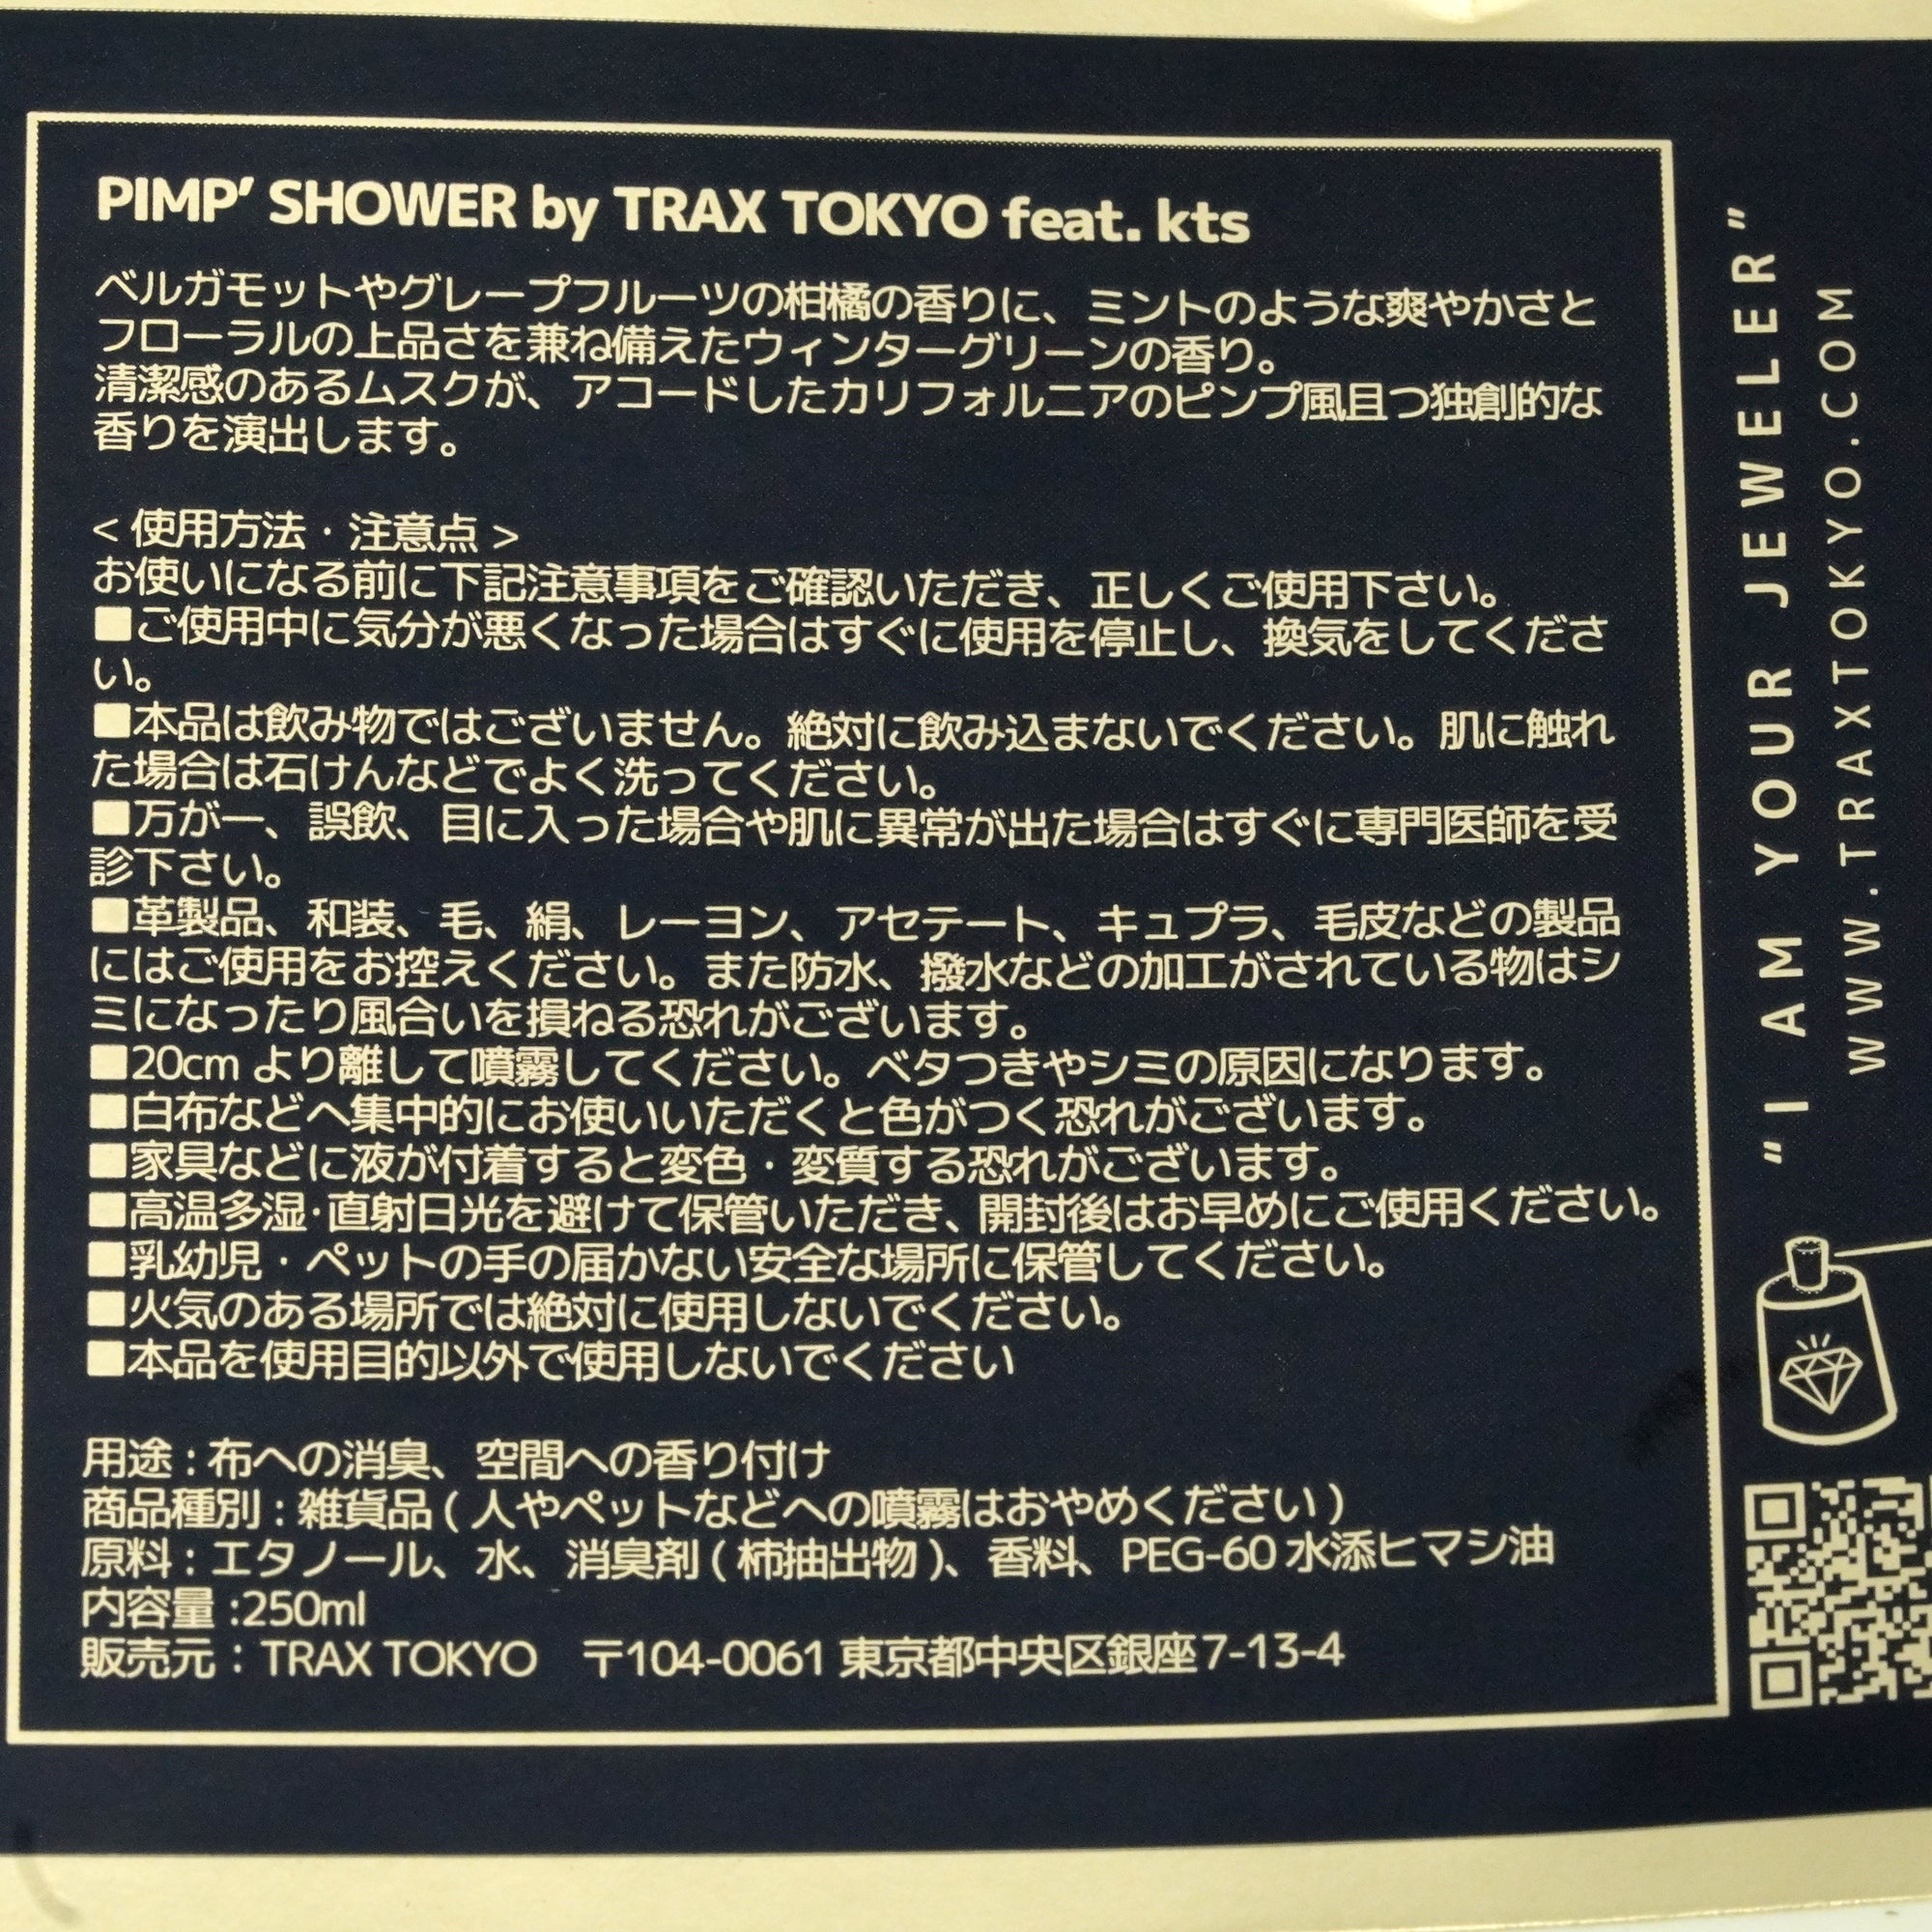 PIMP' SHOWER by TRAX TOKYO feat. kts
ベルガモットやグレープフルーツの柑橘の香りに、ミントのような爽やかさと
フローラルの上品さを兼ね備えたウィンターグリーンの香り。
清潔感のあるムスクが、アコードしたカリフォルニアのピンプ風且つ独創的な
香りを演出します。
< 使用方法・注意点 >
お使いになる前に下記注意事項をご確認いただき、正しくご使用下さい。
■ご使用中に気分が悪くなった場合はすぐに使用を停止し、換気をしてくださ
い。
■本品は飲み物ではございません。絶対に飲み込まないでください。肌に触れ
た場合は石けんなどでよく洗ってください。
■万が一、誤飲、目に入った場合や肌に異常が出た場合はすぐに専門医師を受
診下さい。
■革製品、和装、毛、絹、レーヨン、アセテート、キュプラ、毛皮などの製品
にはご使用をお控えください。また防水、撥水などの加工がされている物はシ
ミになったり風合いを損ねる恐れがございます。
■20cm より離して噴霧してください。ベタつきやシミの原因になります。
■白布などへ集中的にお使いいただくと色がつく恐れがございます。
■家具などに液が付着すると変色・変質する恐れがございます。
■高温多湿・直射日光を避けて保管いただき、開封後はお早めにご使用ください。
■乳幼児・ペットの手の届かない安全な場所に保管してください。
■火気のある場所では絶対に使用しないでください。
■本品を使用目的以外で使用しないでください
用途 : 布への消臭、空間への香り付け
商品種別 : 雑貨品 ( 人やペットなどへの噴霧はおやめください )
原料 : エタノール、水、消臭剤 ( 柿抽出物 )、香料、PEG-60 水添ヒマシ油
内容量 :250ml
販売元 : TRAX TOKYO 〒104-0061 東京都中央区銀座 7-13-4
"I AM YOUR JEWELER"
WWW.TRAXTOKYO.COM